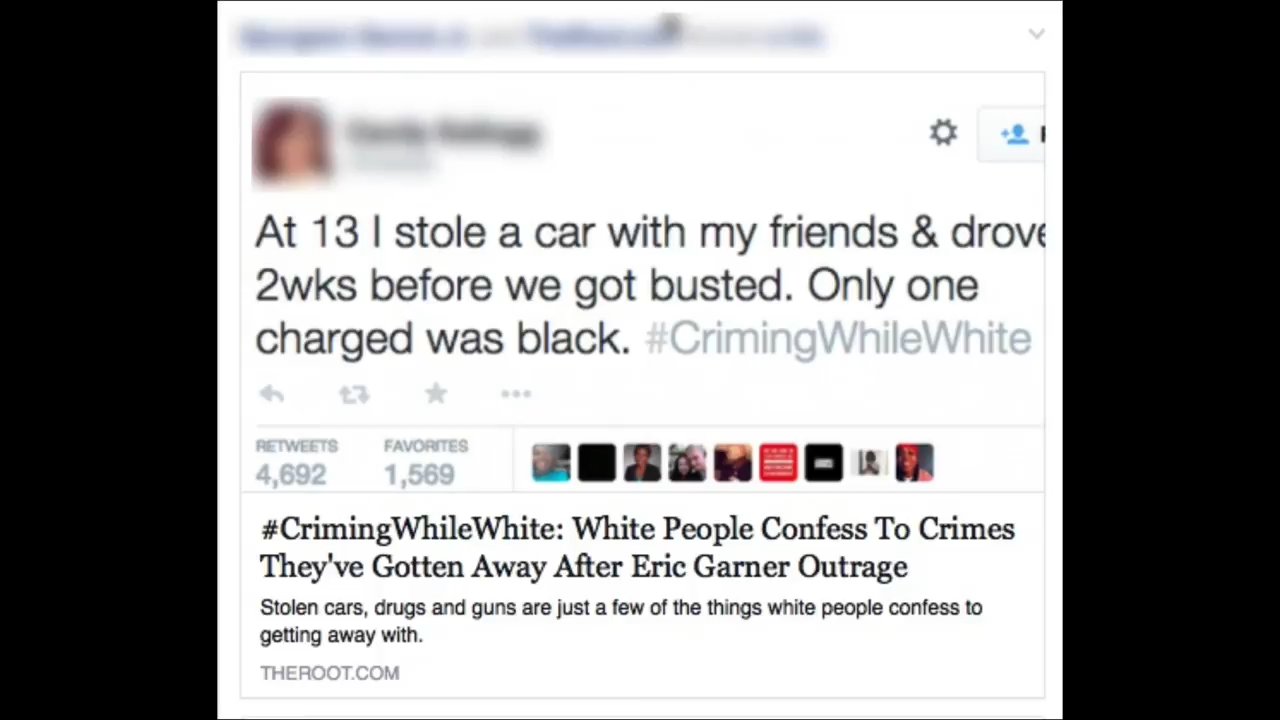 At 13 I stole a car with my friends & drove
2wks before we got busted. Only one
charged was black. #CrimingWhileWhite
RETWEETS FAVORITES
4,692 1,569
#CrimingWhileWhite: White People Confess To Crimes
They've Gotten Away After Eric Garner Outrage
Stolen cars, drugs and guns are just a few of the things white people confess to
getting away with.
THEROOT.COM